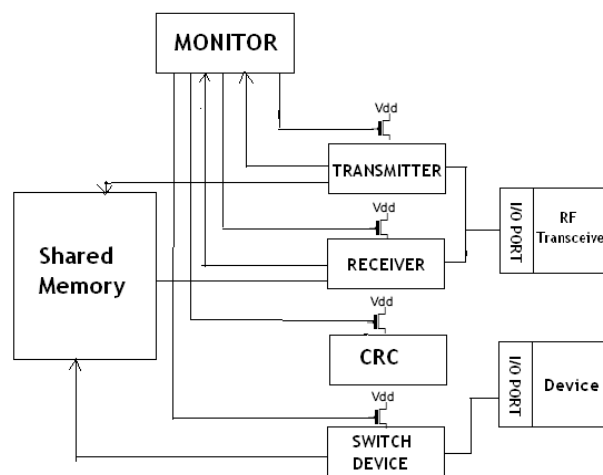 MONITOR
Vdd
TRANSMITTER
Vdd
RECEIVER
Vdd
CRC
Vdd
SWITCH
DEVICE
Shared
Memory
I/O PORT
RF
Transceive
I/O PORT
Device